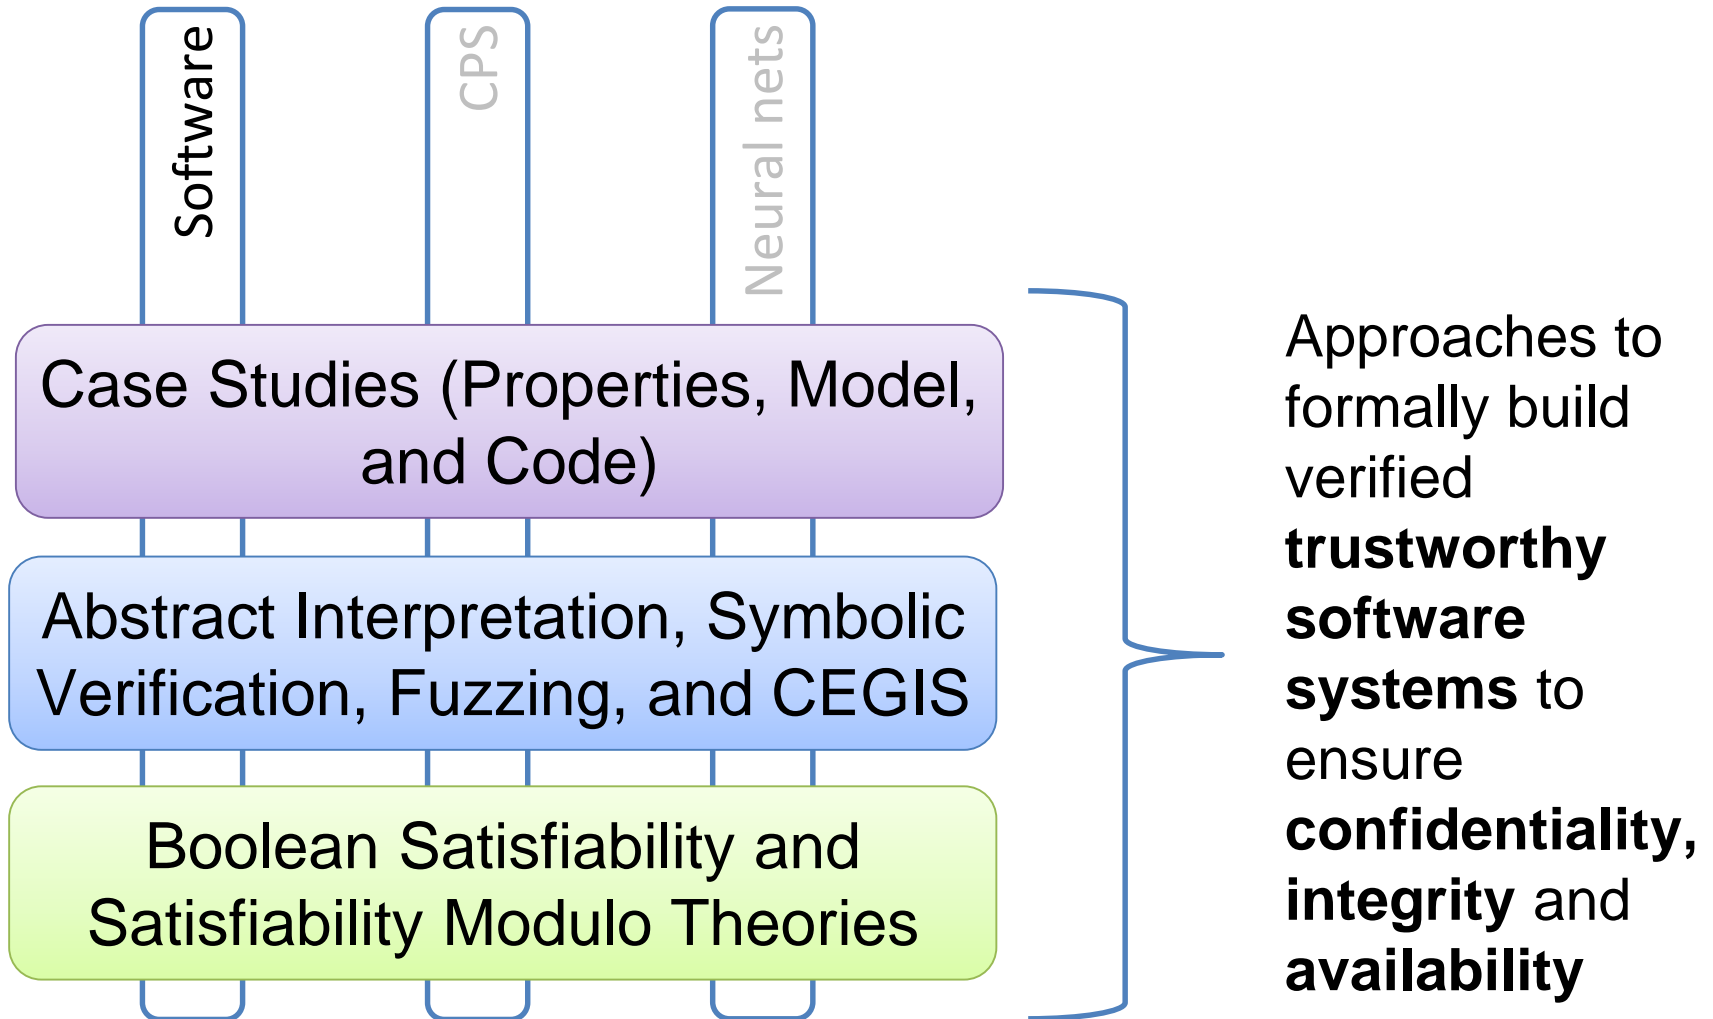 Software
CPS
Neural nets
Case Studies (Properties, Model,
and Code)
Abstract Interpretation, Symbolic
Verification, Fuzzing, and CEGIS
Boolean Satisfiability and
Satisfiability Modulo Theories
Approaches to
formally build
verified
trustworthy
software
systems to
ensure
confidentiality,
integrity and
availability